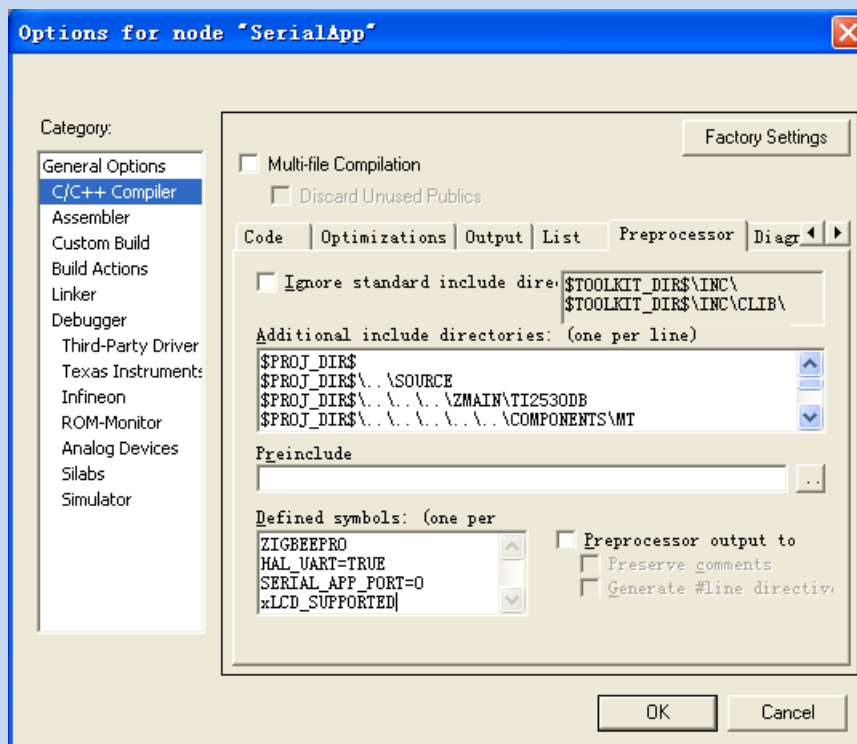 Options for node "SerialApp"
Category:
General Options
C/C++ Compiler
Assembler
Custom Build
Build Actions
Linker
Debugger
Third-Party Driver
Texas Instruments
Infineon
ROM-Monitor
Analog Devices
Silabs
Simulator
Factory Settings
Multi-file Compilation
Discard Unused Publics
Code
Optimizations
Output
List
Preprocessor
Diagr
Ignore standard include dire
$TOOLKIT_DIR$\INC\
$TOOLKIT_DIR$\INC\CLIB\
Additional include directories: (one per line)
$PROJ_DIR$
$PROJ_DIR$\..\SOURCE
$PROJ_DIR$\..\..\..\ZMAIN\TI2530DB
$PROJ_DIR$\..\..\..\..\..\COMPONENTS\MT
Preinclude
..
Defined symbols: (one per
ZIGBEEPRO
HAL_UART=TRUE
SERIAL_APP_PORT=0
xLCD_SUPPORTED
Preprocessor output to
Preserve comments
Generate #line directiv
OK
Cancel